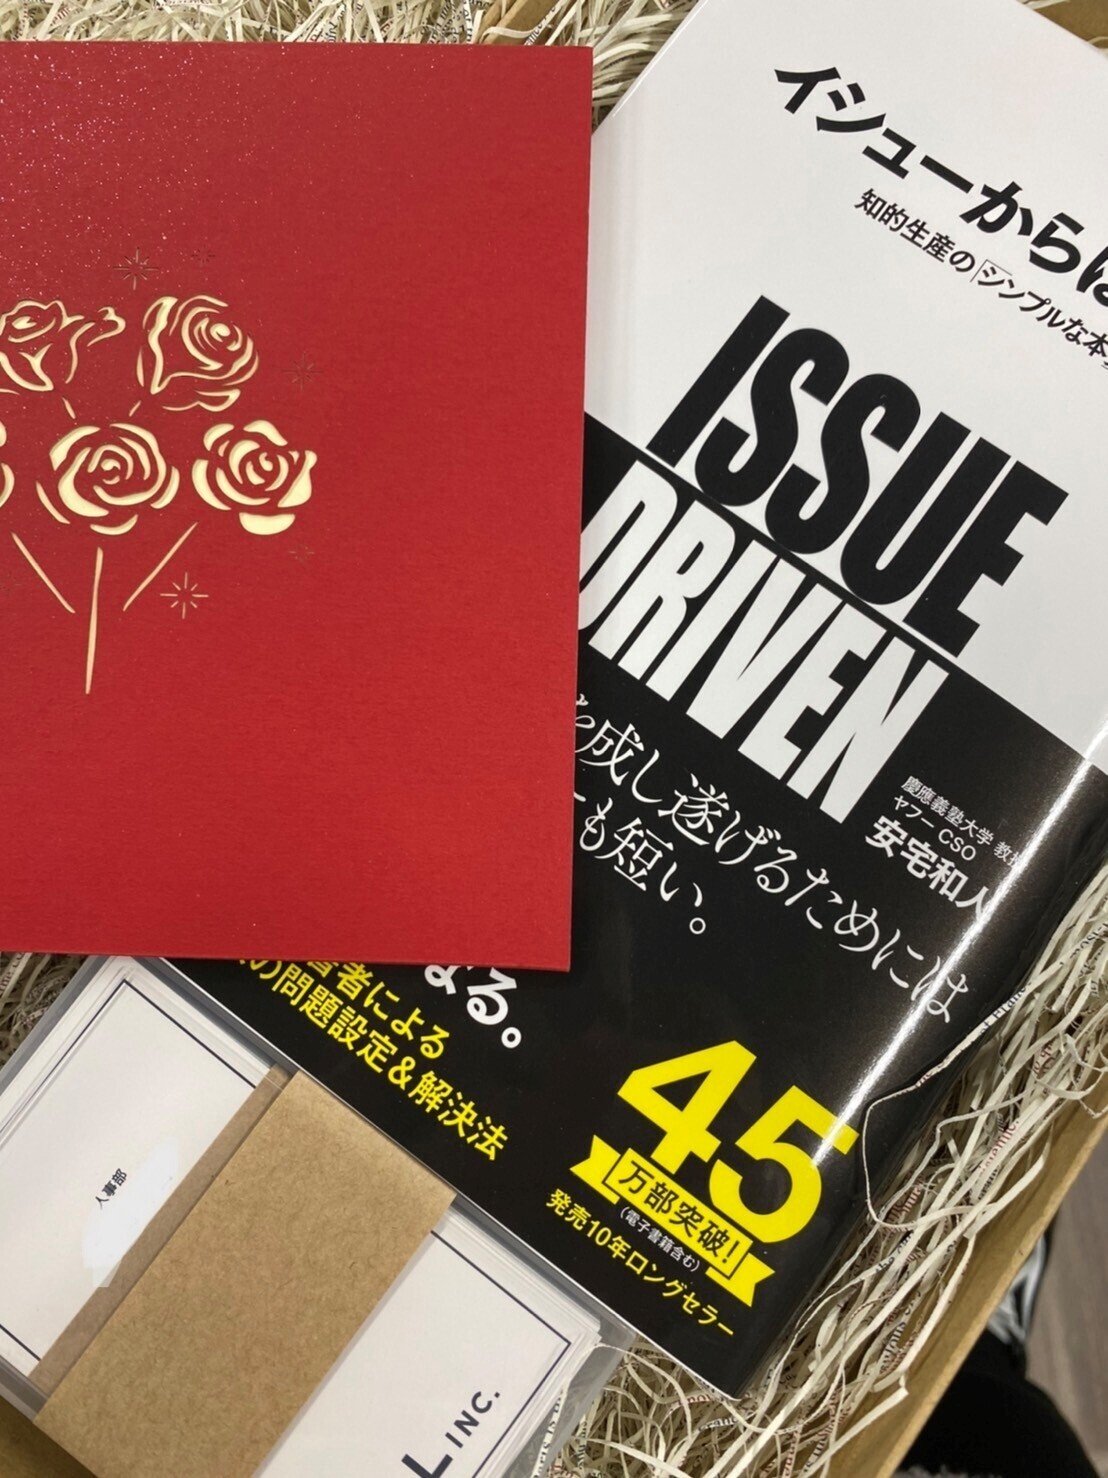 イシューからは
知的生産のシンプルな本
ISSUE
DRIVEN
慶應義塾大学 教授
ヤフー CSO
安宅和人
を成し遂げるためには
も短い。
なる。
者による
の問題設定&解決法
45
万部突破!
(電子書籍含む)
発売10年ロングセラー
人事部
L INC.